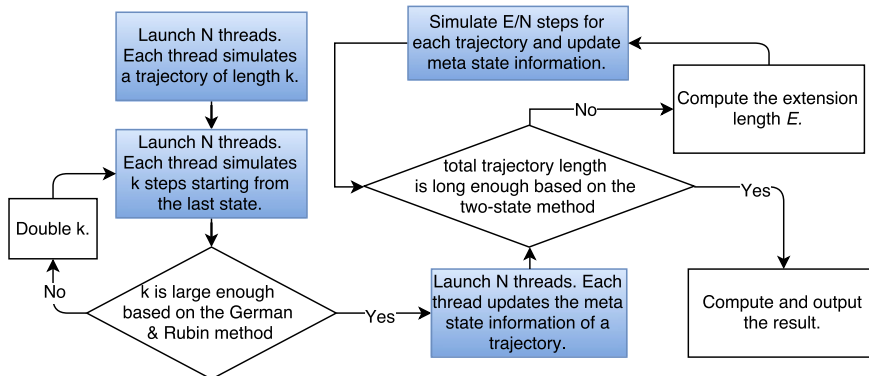 Launch N threads.
Each thread simulates
a trajectory of length k.
Launch N threads.
Each thread simulates
k steps starting from
the last state.
Double k.
No
k is large enough
based on the German
& Rubin method
Yes
Launch N threads. Each
thread updates the meta
state information of a
trajectory.
total trajectory length
is long enough based on the
two-state method
No
Compute the extension
length E.
Simulate E/N steps for
each trajectory and update
meta state information.
Yes
Compute and output
the result.